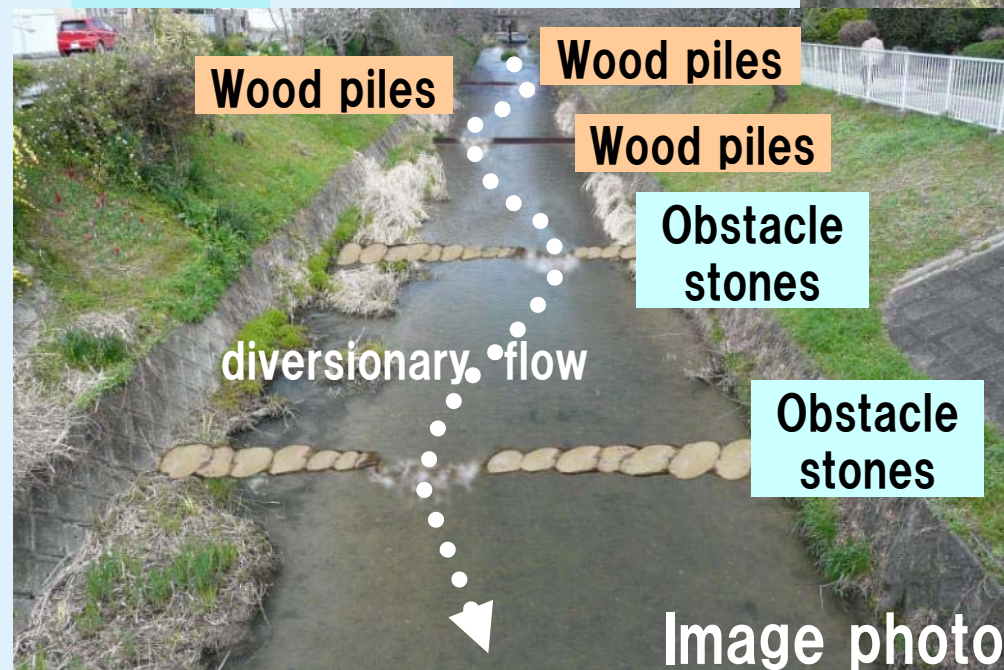 Wood piles
Wood piles
Wood piles
Obstacle
stones
diversionary flow
Obstacle
stones
Image photo